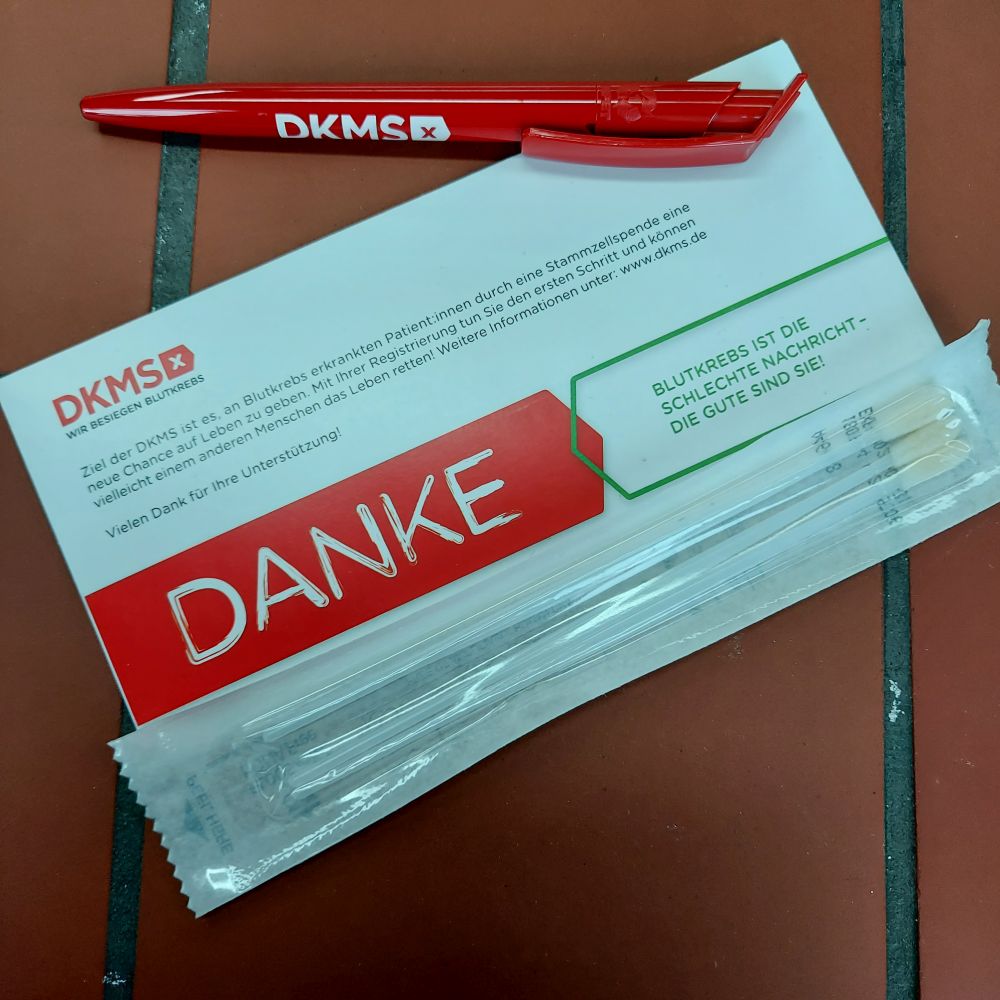 DKMS
DKMS
WIR BESIEGEN BLUTKREBS
Ziel der DKMS ist es, an Blutkrebs erkrankten Patient:innen durch eine Stammzellspende eine
neue Chance auf Leben zu geben. Mit Ihrer Registrierung tun Sie den ersten Schritt und können
vielleicht einem anderen Menschen das Leben retten! Weitere Informationen unter: www.dkms.de
Vielen Dank für Ihre Unterstützung!
DANKE
BLUTKREBS IST DIE
SCHLECHTE NACHRICHT –
DIE GUTE SIND SIE!
PEEL HERE